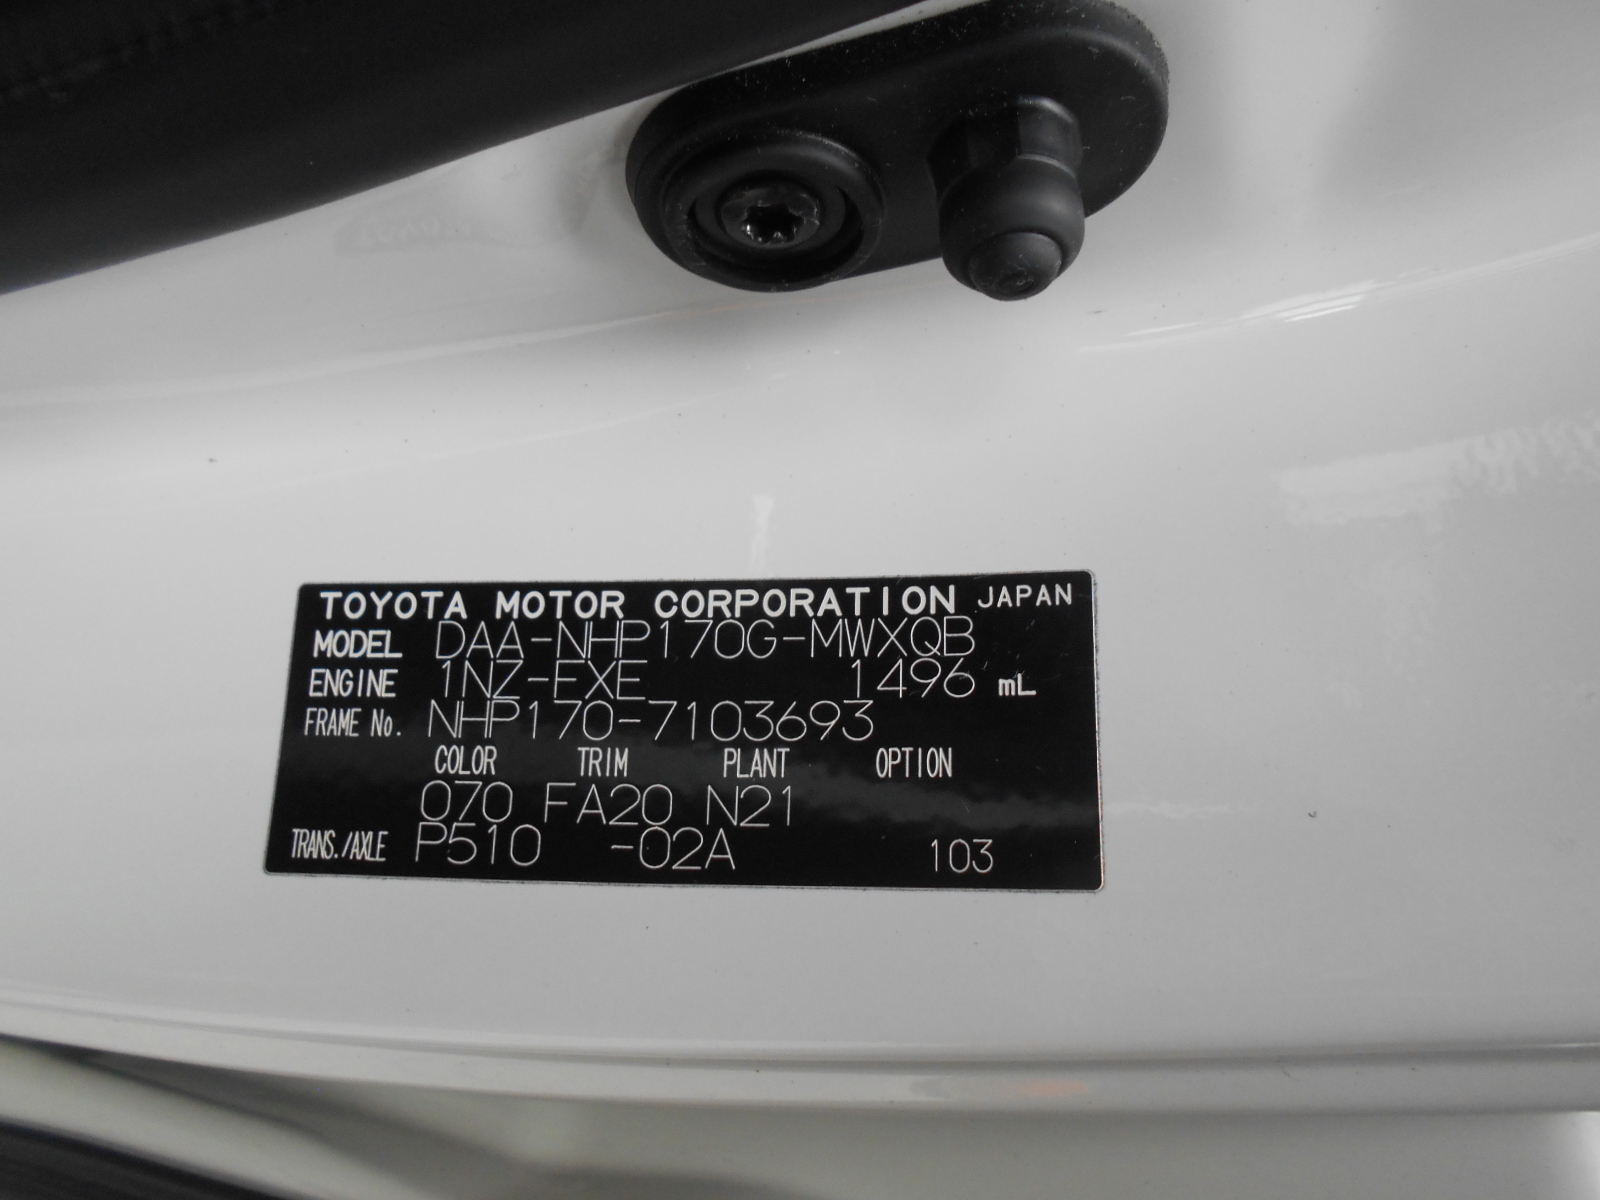 TOYOTA MOTOR CORPORATION JAPAN
MODEL DAA-NHP170G-MWXQB
ENGINE 1NZ-FXE 1496 mL
FRAME No. NHP170-7103693
COLOR TRIM PLANT OPTION
070 FA20 N21
TRANS./AXLE P510 -02A 103